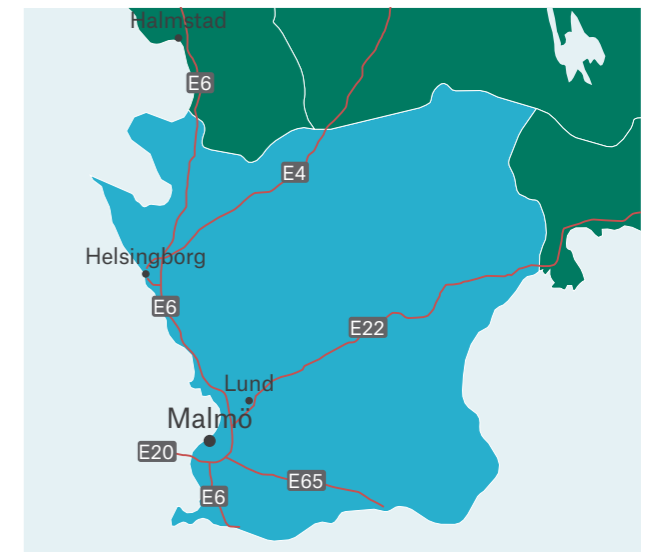 Halmstad
E6
E4
Helsingborg
E6
E22
Lund
Malmö
E20
E65
E6